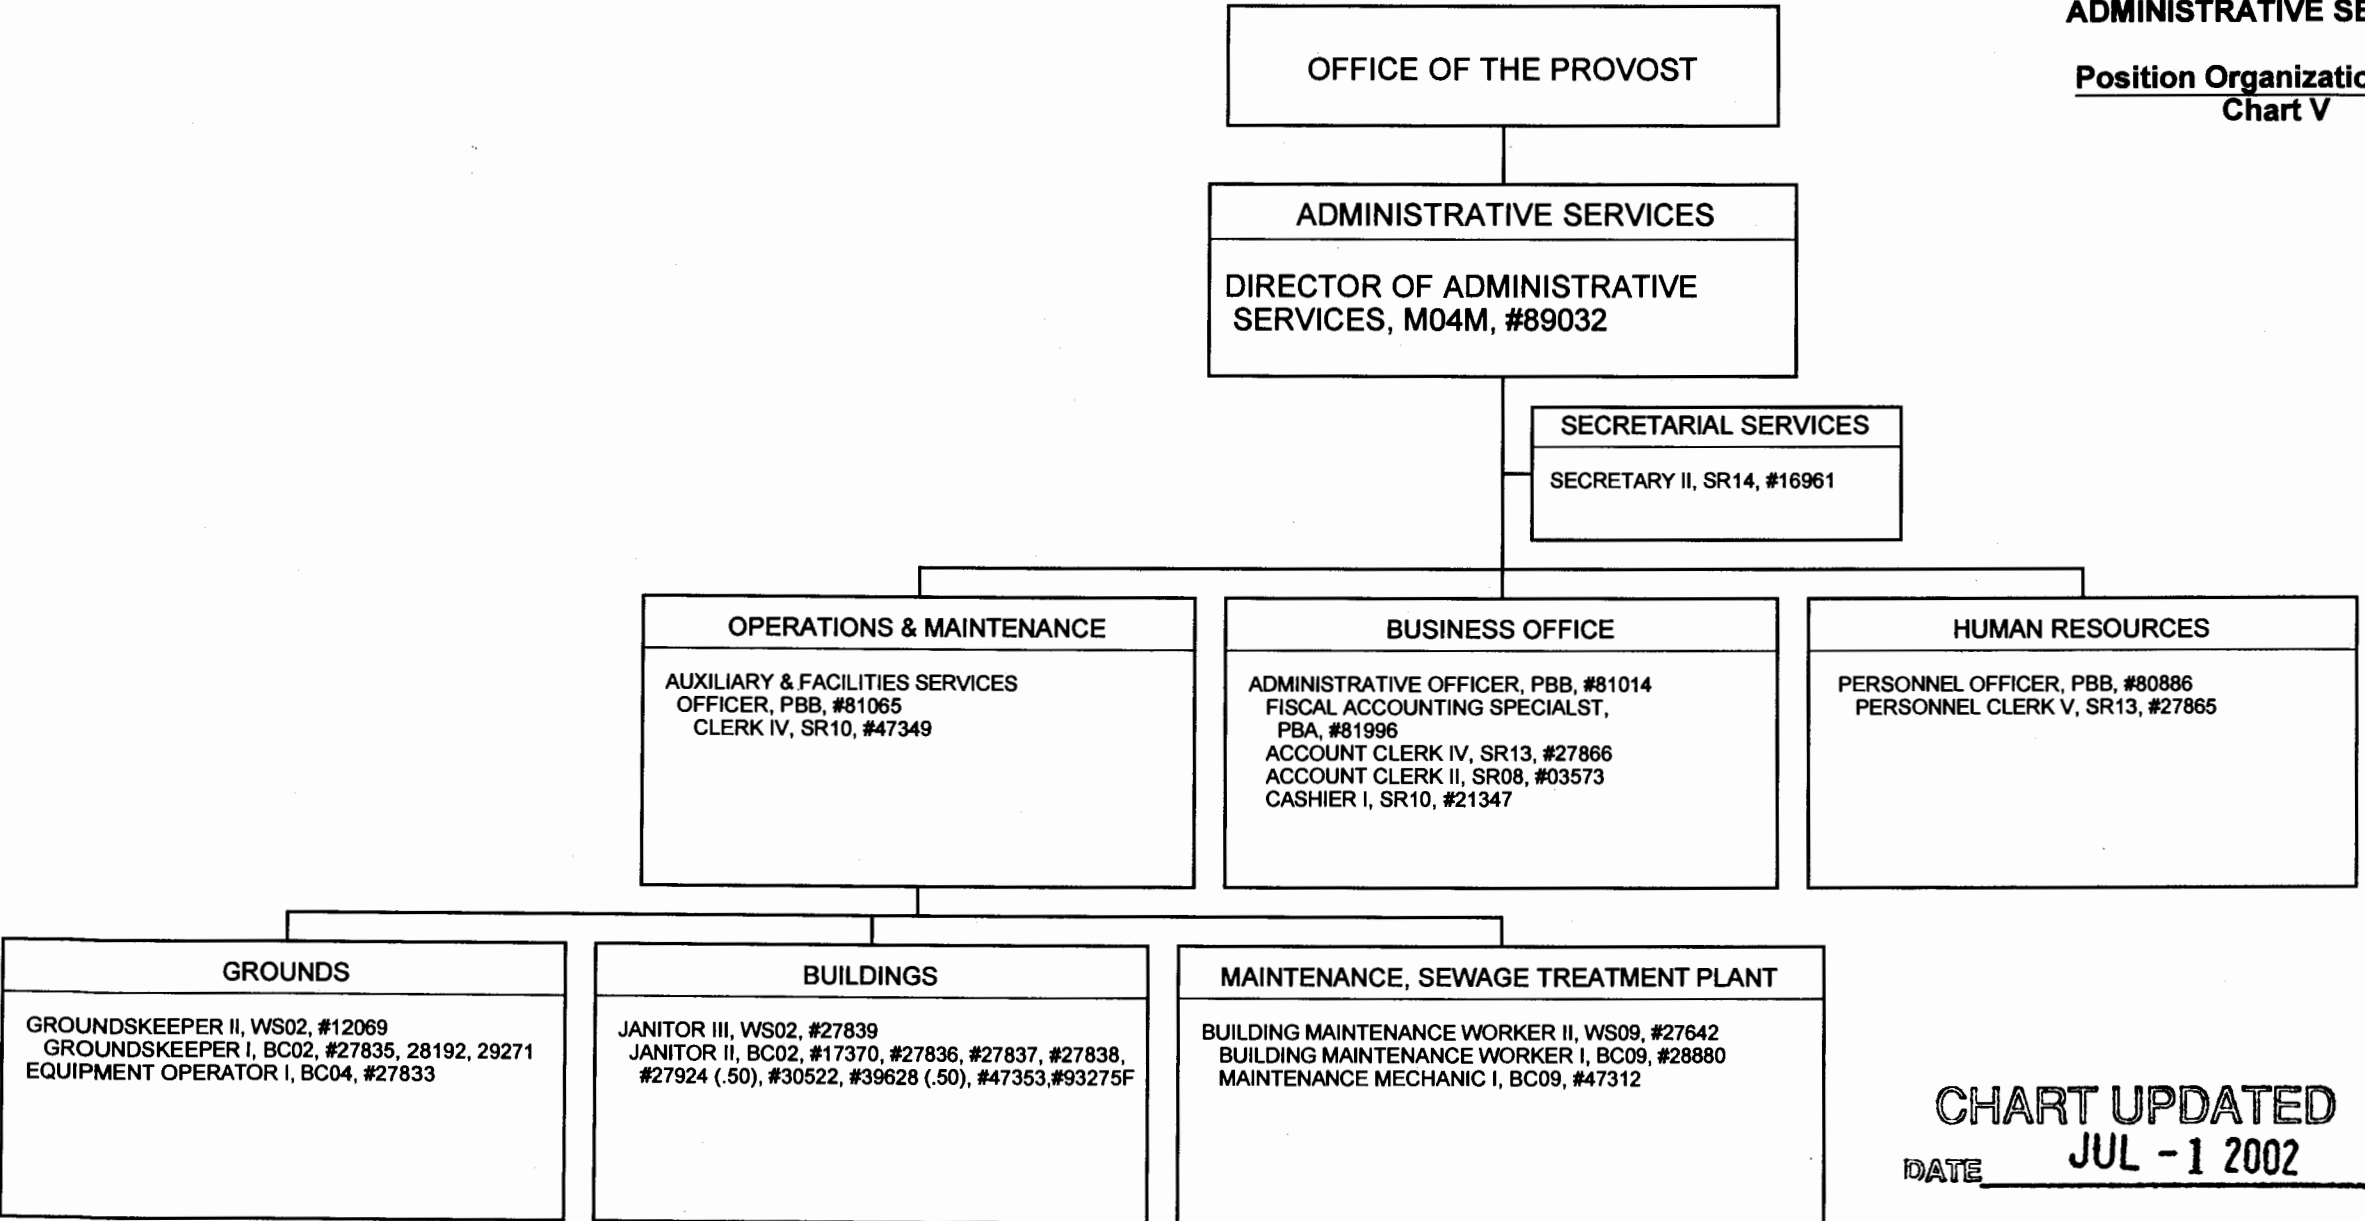 ADMINISTRATIVE SE
Position Organizatio
Chart V
OFFICE OF THE PROVOST
ADMINISTRATIVE SERVICES
DIRECTOR OF ADMINISTRATIVE
SERVICES, M04M, #89032
SECRETARIAL SERVICES
SECRETARY II, SR14, #16961
OPERATIONS & MAINTENANCE
AUXILIARY & FACILITIES SERVICES
OFFICER, PBB, #81065
CLERK IV, SR10, #47349
BUSINESS OFFICE
ADMINISTRATIVE OFFICER, PBB, #81014
FISCAL ACCOUNTING SPECIALST,
PBA, #81996
ACCOUNT CLERK IV, SR13, #27866
ACCOUNT CLERK II, SR08, #03573
CASHIER I, SR10, #21347
HUMAN RESOURCES
PERSONNEL OFFICER, PBB, #80886
PERSONNEL CLERK V, SR13, #27865
GROUNDS
GROUNDSKEEPER II, WS02, #12069
GROUNDSKEEPER I, BC02, #27835, 28192, 29271
EQUIPMENT OPERATOR I, BC04, #27833
BUILDINGS
JANITOR III, WS02, #27839
JANITOR II, BC02, #17370, #27836, #27837, #27838,
#27924 (.50), #30522, #39628 (.50), #47353,#93275F
MAINTENANCE, SEWAGE TREATMENT PLANT
BUILDING MAINTENANCE WORKER II, WS09, #27642
BUILDING MAINTENANCE WORKER I, BC09, #28880
MAINTENANCE MECHANIC I, BC09, #47312
CHART UPDATED
DATE JUL - 1 2002